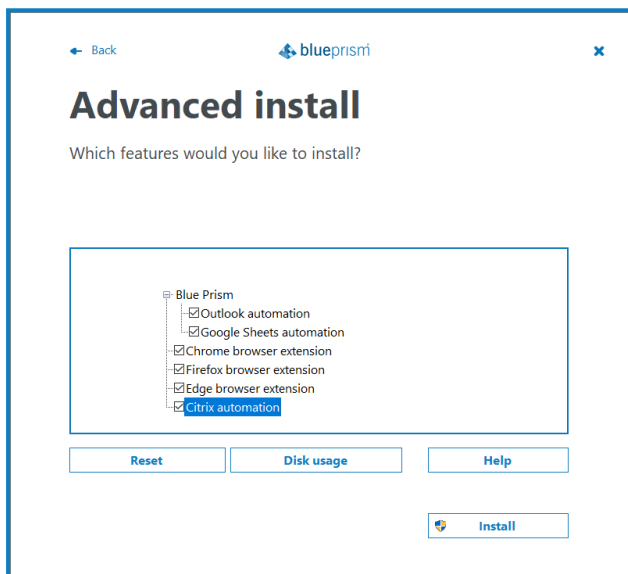 Back
blueprism
Advanced install
Which features would you like to install?
Blue Prism
Outlook automation
Google Sheets automation
Chrome browser extension
Firefox browser extension
Edge browser extension
Citrix automation
Reset Disk usage Help
Install